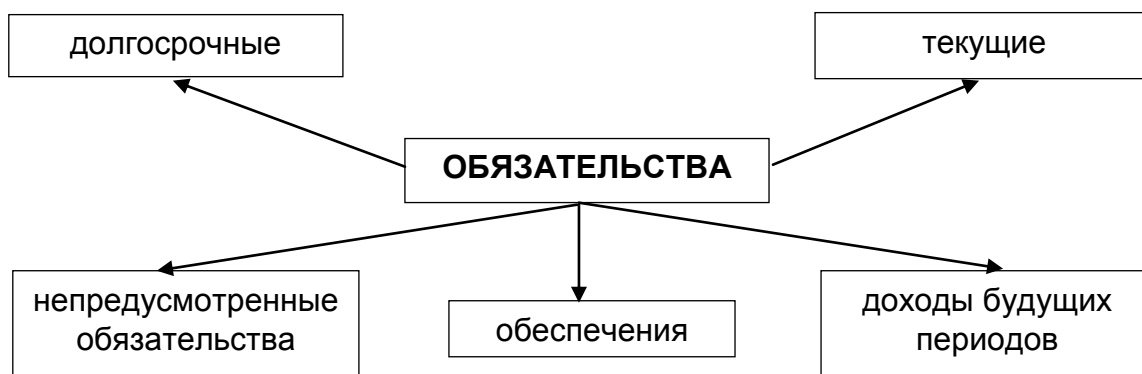 долгосрочные
текущие
ОБЯЗАТЕЛЬСТВА
непредусмотренные
обязательства
обеспечения
доходы будущих
периодов